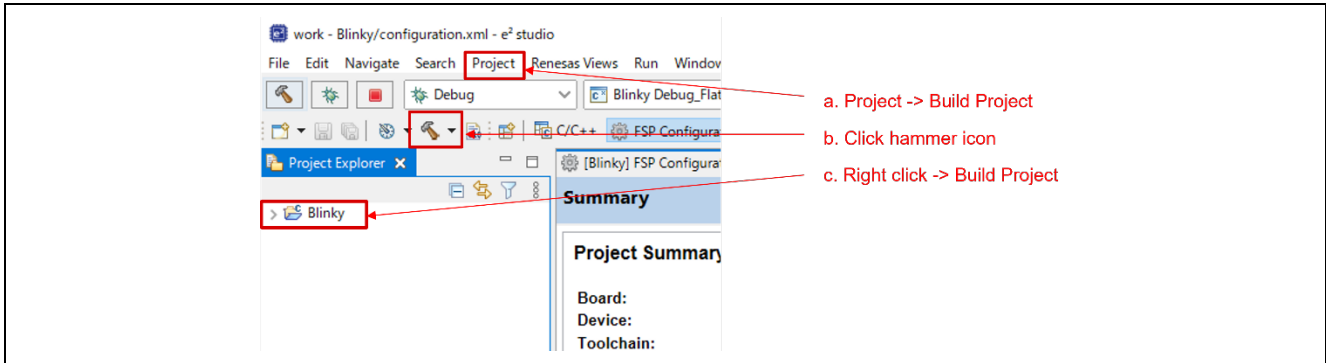 work - Blinky/configuration.xml - e² studio
File Edit Navigate Search Project Renesas Views Run Window
Debug
Blinky Debug_Flat
a. Project -> Build Project
C/C++
FSP Configura
b. Click hammer icon
Project Explorer
[Blinky] FSP Configura
c. Right click -> Build Project
Blinky
Summary
Project Summary
Board:
Device:
Toolchain: